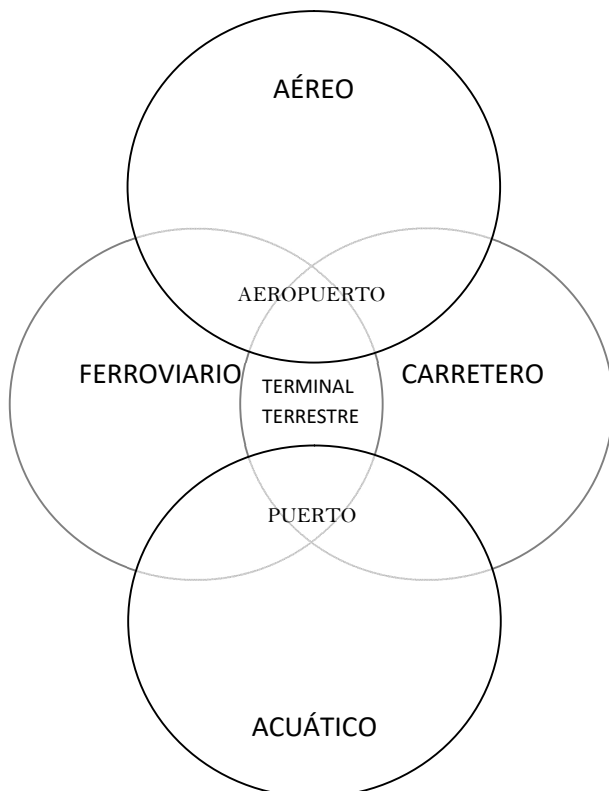 AÉREO
AEROPUERTO
FERROVIARIO
CARRETERO
TERMINAL
TERRESTRE
PUERTO
ACUÁTICO